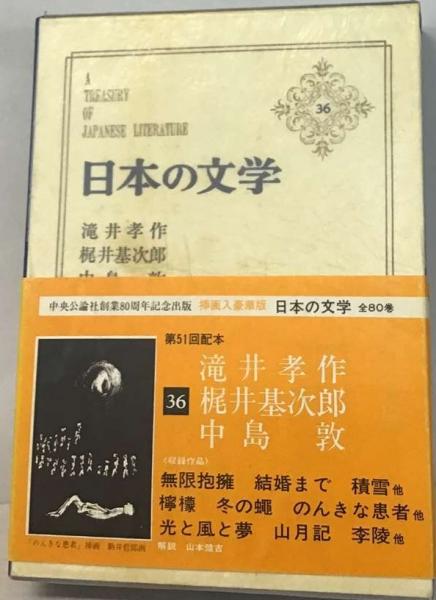 A
TREASURY
OF
JAPANESE LITERATURE
36
日本の文学
滝井孝作
梶井基次郎
中島 敦
中央公論社創業80周年記念出版 挿画入豪華版 日本の文学 全80巻
第51回配本
36
滝井孝作
梶井基次郎
中島 敦
〈収録作品〉
無限抱擁 結婚まで 積雪他
檸檬 冬の蠅 のんきな患者他
光と風と夢 山月記 李陵他
「のんきな患者」挿画
解説 山本健吉